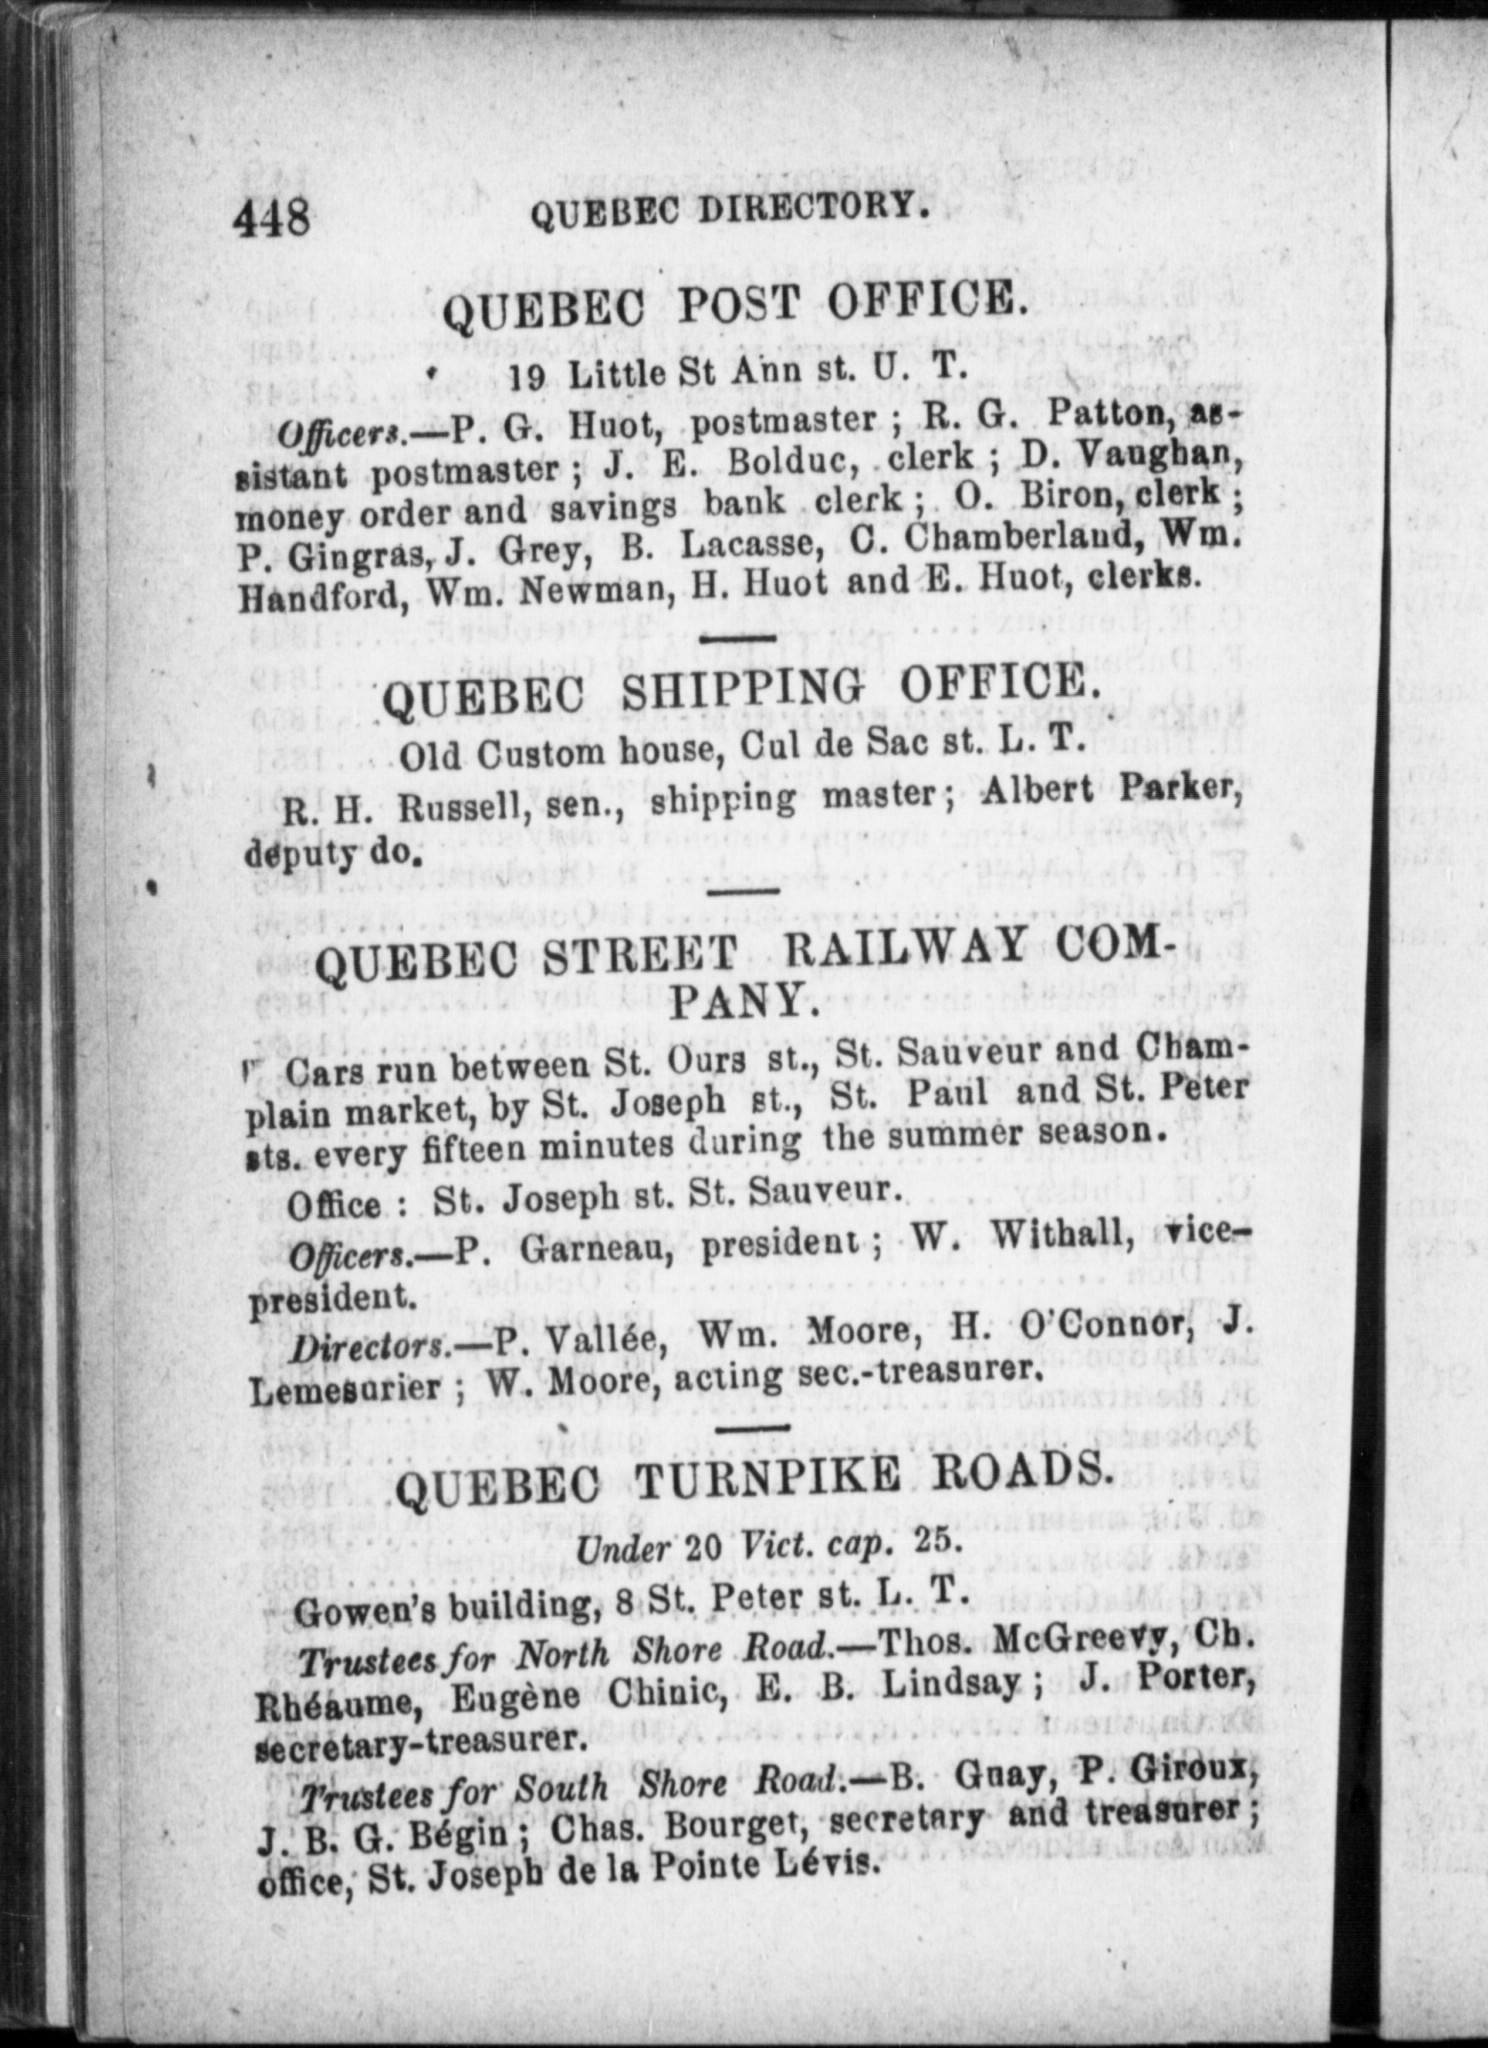 448 QUEBEC DIRECTORY.
QUEBEC POST OFFICE.
19 Little St Ann st. U. T.
Officers.—P. G. Huot, postmaster ; R. G. Patton, as-
sistant postmaster ; J. E. Bolduc, clerk ; D. Vaughan,
money order and savings bank clerk ; O. Biron, clerk ;
P. Gingras, J. Grey, B. Lacasse, C. Chamberland, Wm.
Handford, Wm. Newman, H. Huot and E. Huot, clerks.
QUEBEC SHIPPING OFFICE.
Old Custom house, Cul de Sac st. L. T.
R. H. Russell, sen., shipping master ; Albert Parker,
deputy do.
QUEBEC STREET RAILWAY COM-
PANY.
Cars run between St. Ours st., St. Sauveur and Cham-
plain market, by St. Joseph st., St. Paul and St. Peter
sts. every fifteen minutes during the summer season.
Office : St. Joseph st. St. Sauveur.
Officers.—P. Garneau, president ; W. Withall, vice-
president.
Directors.—P. Vallée, Wm. Moore, H. O'Connor, J.
Lemesurier ; W. Moore, acting sec.-treasurer.
QUEBEC TURNPIKE ROADS.
Under 20 Vict. cap. 25.
Gowen's building, 8 St. Peter st. L. T.
Trustees for North Shore Road.—Thos. McGreevy, Ch.
Rhéaume, Eugène Chinic, E. B. Lindsay ; J. Porter,
secretary-treasurer.
Trustees for South Shore Road.—B. Guay, P. Giroux,
J. B. G. Bégin ; Chas. Bourget, secretary and treasurer ;
office, St. Joseph de la Pointe Lévis.